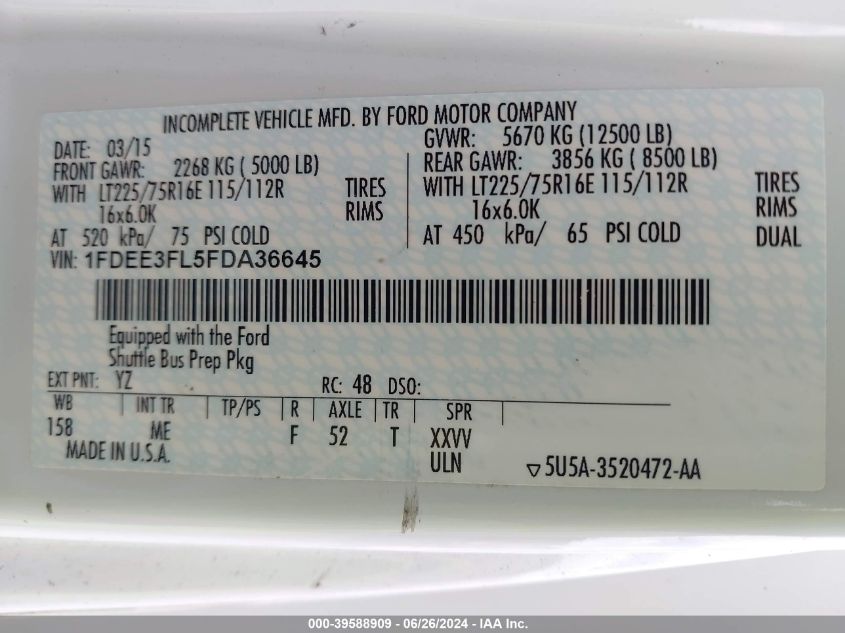 INCOMPLETE VEHICLE MFD. BY FORD MOTOR COMPANY
DATE: 03/15 GVWR: 5670 KG (12500 LB)
FRONT GAWR: 2268 KG ( 5000 LB) REAR GAWR: 3856 KG ( 8500 LB)
WITH LT225/75R16E 115/112R TIRES WITH LT225/75R16E 115/112R TIRES
16x6.0K RIMS 16x6.0K RIMS
AT 520 kPa/ 75 PSI COLD AT 450 kPa/ 65 PSI COLD DUAL
VIN: 1FDEE3FL5FDA36645
Equipped with the Ford
Shuttle Bus Prep Pkg
EXT PNT: YZ RC: 48 DSO:
WB INT TR TP/PS R AXLE TR SPR
158 ME F 52 T XXVV
MADE IN U.S.A. ULN ▽5U5A-3520472-AA
000-39588909 - 06/26/2024 - IAA Inc.